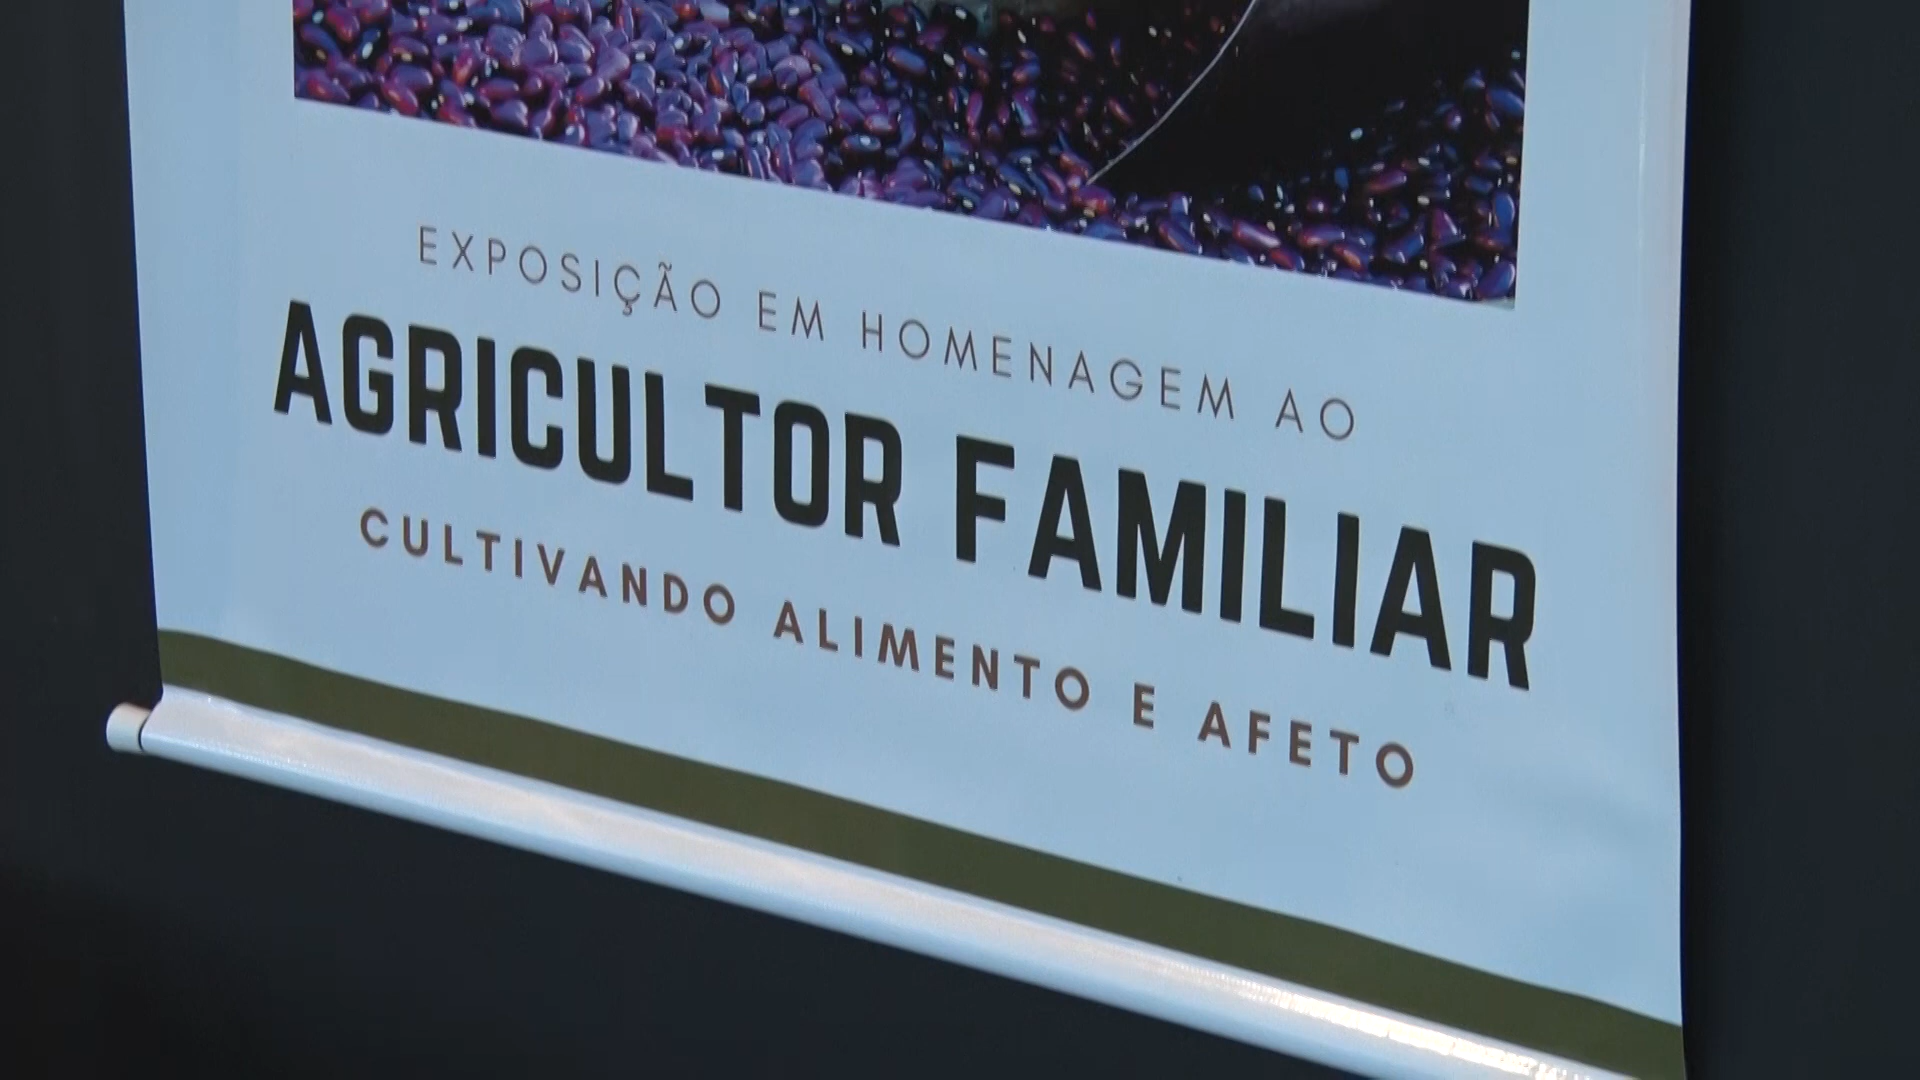 EXPOSIÇÃO EM HOMENAGEM AO
AGRICULTOR FAMILIAR
CULTIVANDO ALIMENTO E AFETO